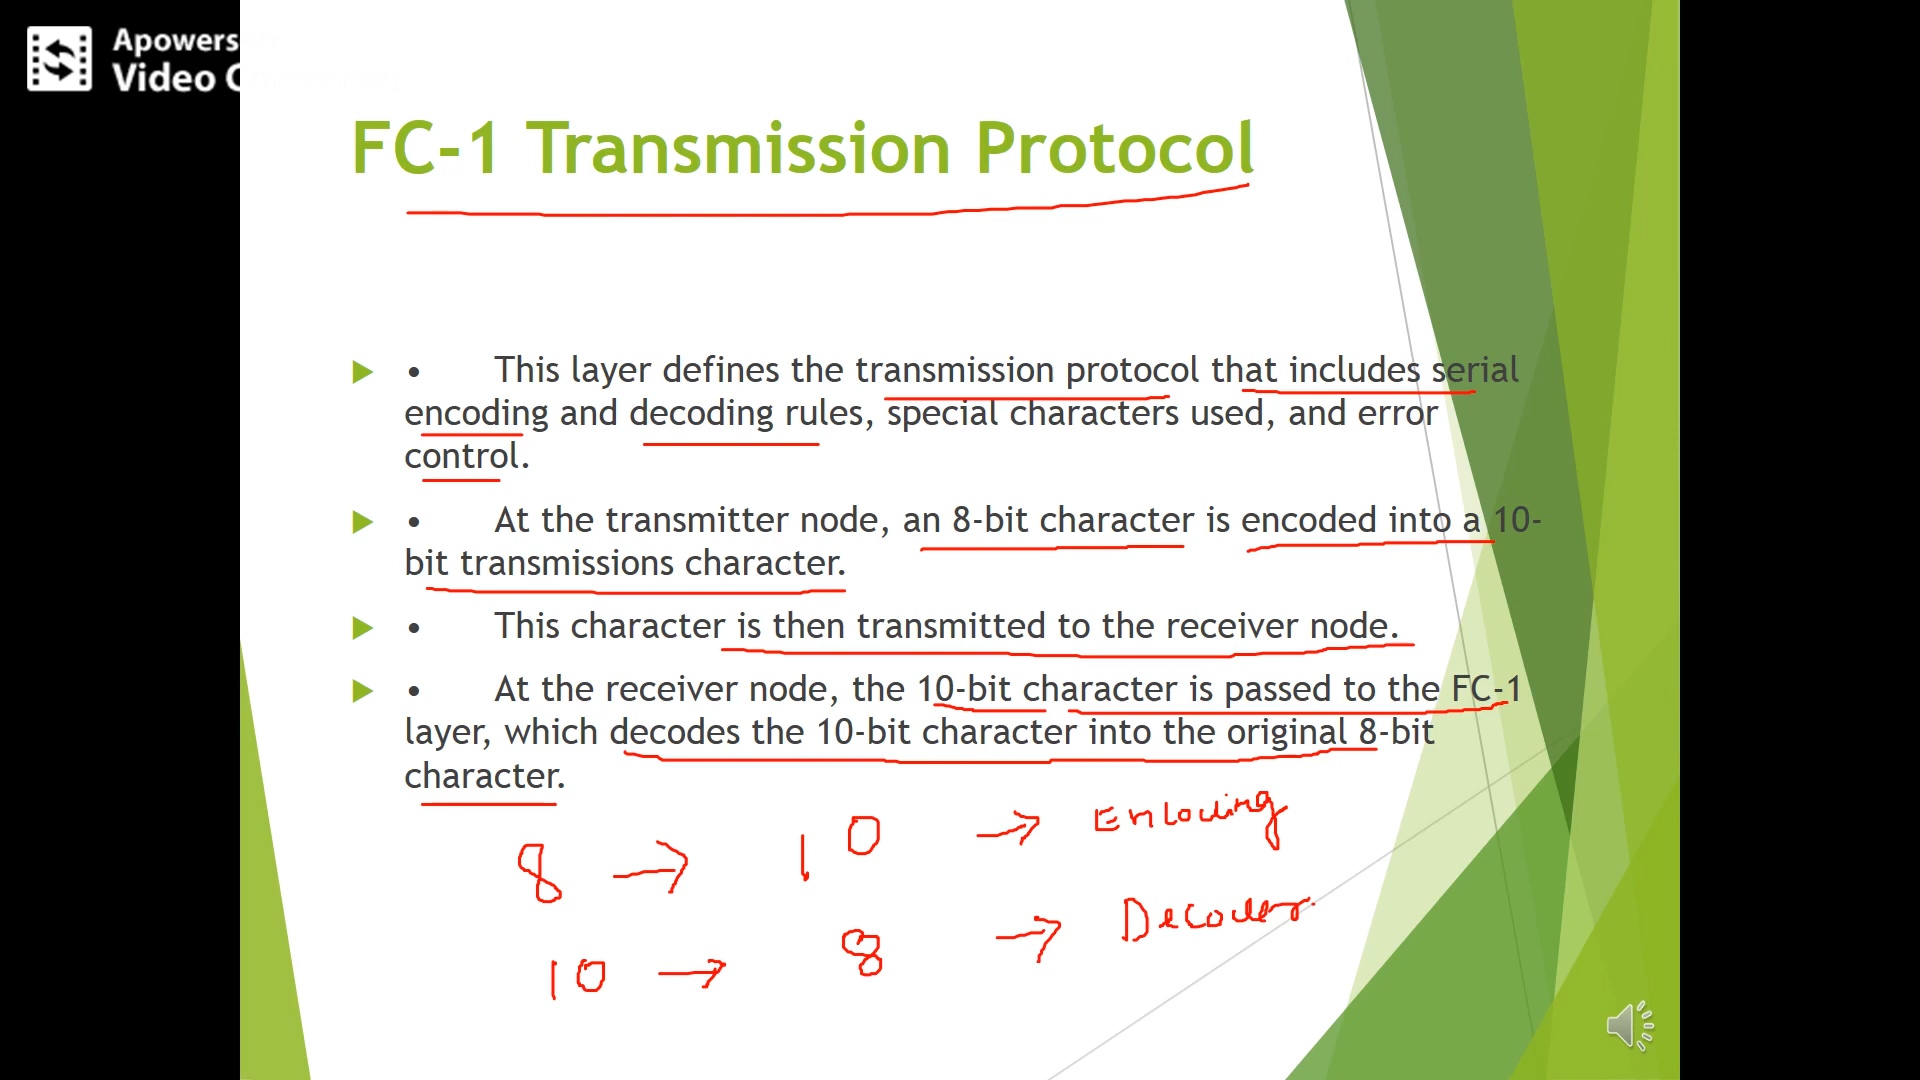 Apowers
Video
FC-1 Transmission Protocol
• This layer defines the transmission protocol that includes serial
encoding and decoding rules, special characters used, and error
control.
• At the transmitter node, an 8-bit character is encoded into a 10-
bit transmissions character.
• This character is then transmitted to the receiver node.
• At the receiver node, the 10-bit character is passed to the FC-1
layer, which decodes the 10-bit character into the original 8-bit
character.
8 → 10 → Encoding
10 → 8 → Decoder